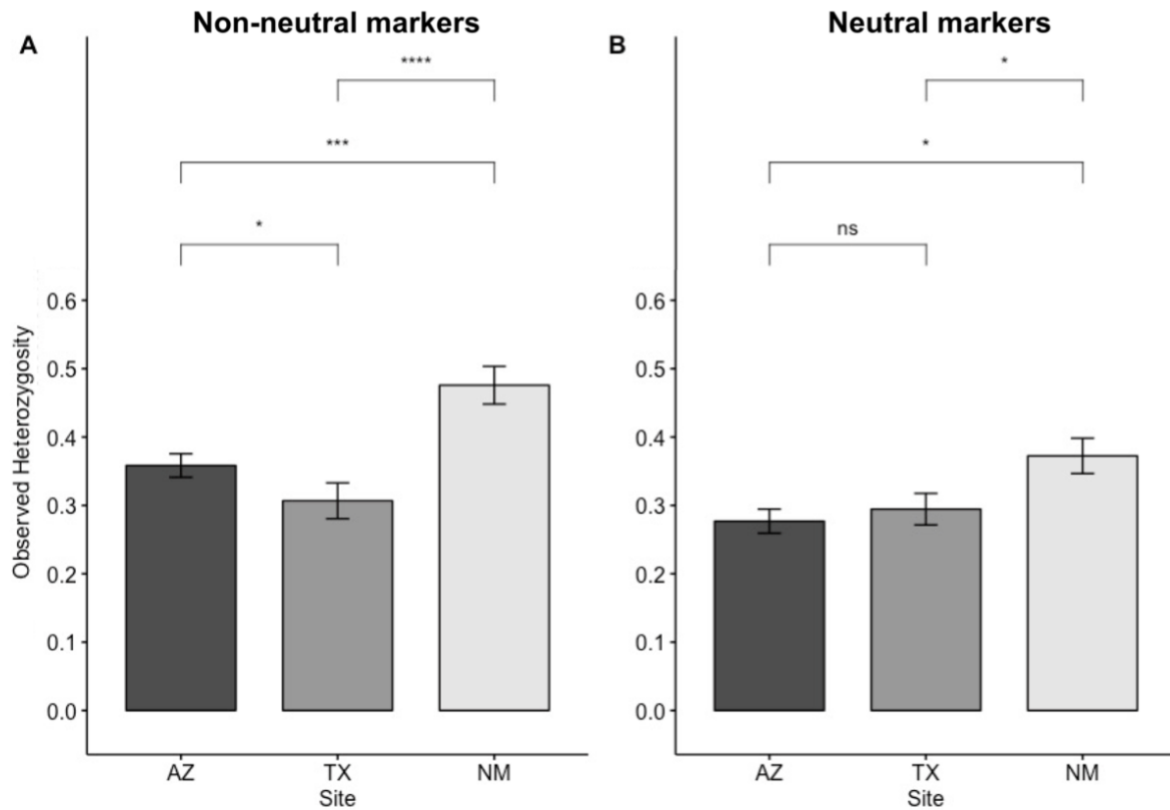 Non-neutral markers
A
****
***
*
0.6
0.5
0.4
0.3
0.2
0.1
0.0
Observed Heterozygosity
AZ TX NM
Site
Neutral markers
B
*
*
ns
0.6
0.5
0.4
0.3
0.2
0.1
0.0
AZ TX NM
Site